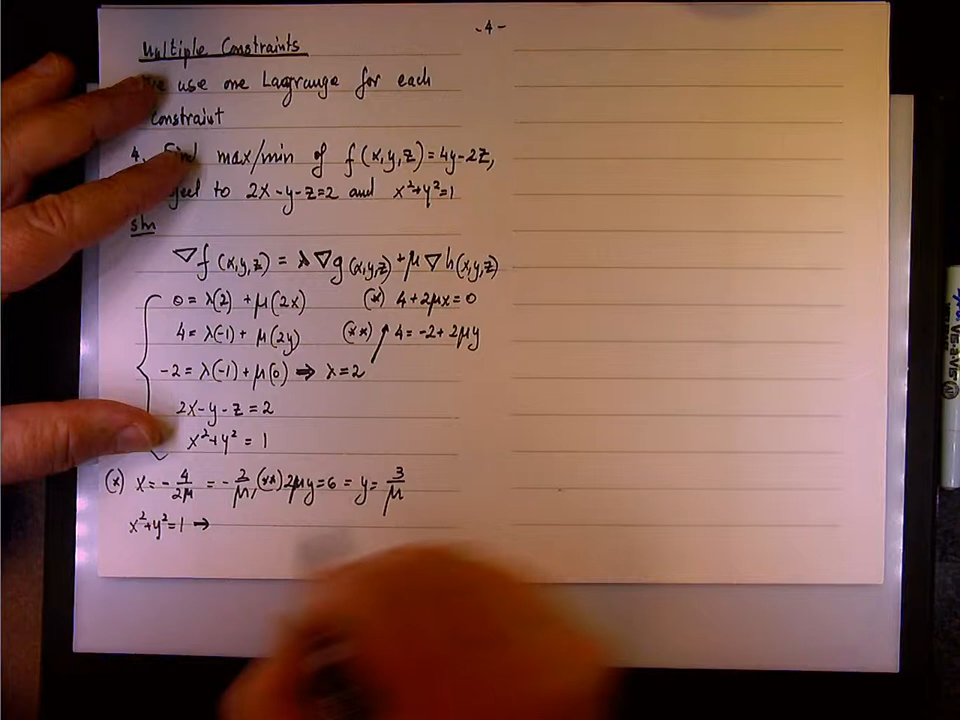 -4-
Multiple Constraints
use one Lagrange for each
constraint
4. Find max/min of f(x,y,z)=4y-2z,
to 2x-y-z=2 and x²+y²=1
sln
∇f(x,y,z) = λ∇g(x,y,z)+μ∇h(x,y,z)
0 = λ(2) + μ(2x) (*) 4+2μx=0
4 = λ(-1) + μ(2y) (**) 4=-2+2μy
-2 = λ(-1) + μ(0) ⇒ λ=2
2x-y-z = 2
x²+y² = 1
(*) x = -4/2μ = -2/μ, (**) 2μy=6 = y= 3/μ
x²+y²=1 ⇒